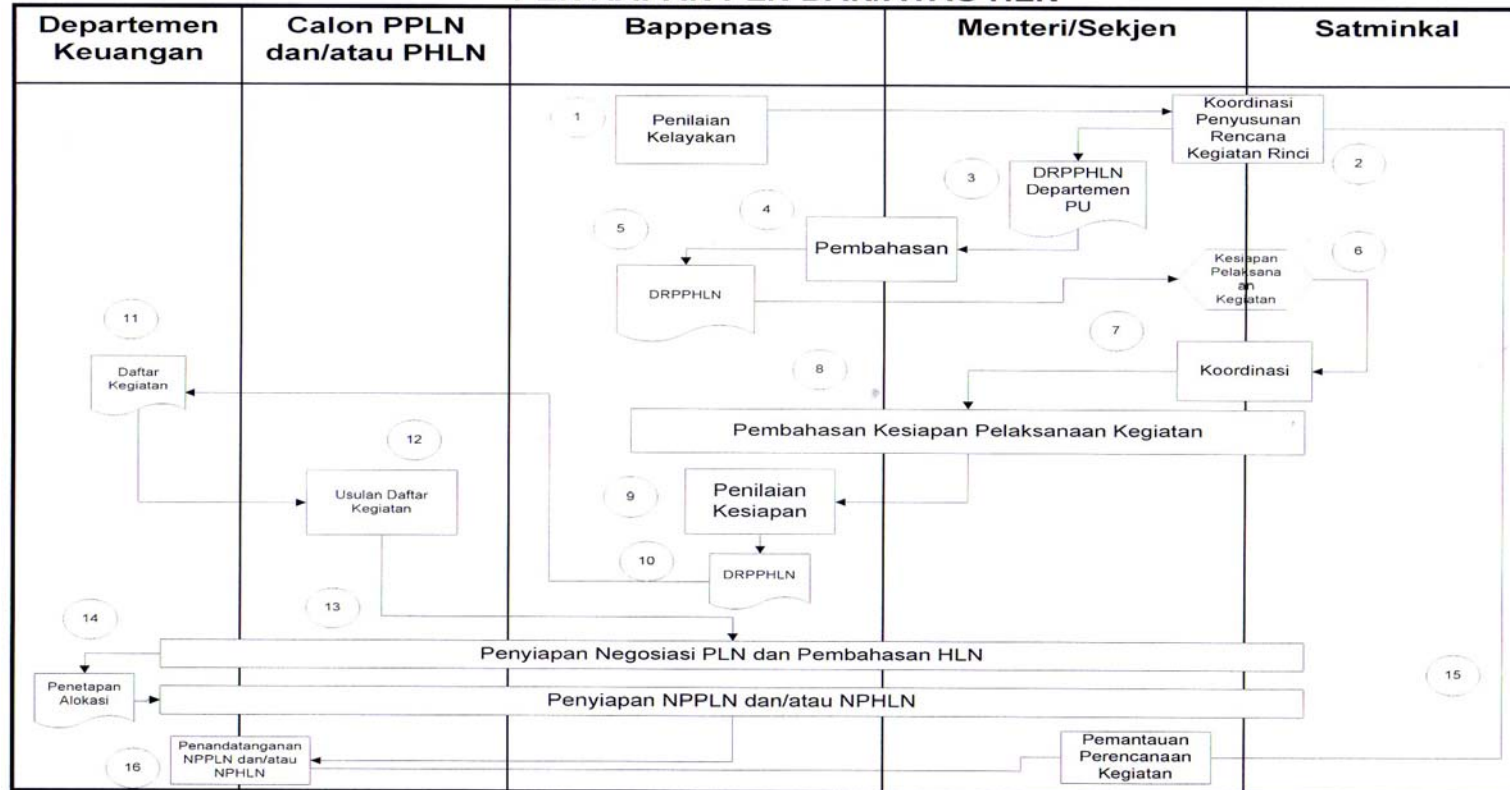 Departemen
Keuangan
Calon PPLN
dan/atau PHLN
Bappenas
Menteri/Sekjen
Satminkal
1
Penilaian
Kelayakan
Koordinasi
Penyusunan
Rencana
Kegiatan Rinci
2
3
DRPPHLN
Departemen
PU
4
Pembahasan
5
DRPPHLN
Kesiapan
Pelaksana
an
Kegiatan
6
7
Koordinasi
8
Pembahasan Kesiapan Pelaksanaan Kegiatan
11
Daftar
Kegiatan
12
Usulan Daftar
Kegiatan
9
Penilaian
Kesiapan
10
DRPPHLN
13
14
Penyiapan Negosiasi PLN dan Pembahasan HLN
15
Penetapan
Alokasi
Penyiapan NPPLN dan/atau NPHLN
Penandatanganan
NPPLN dan/atau
NPHLN
16
Pemantauan
Perencanaan
Kegiatan